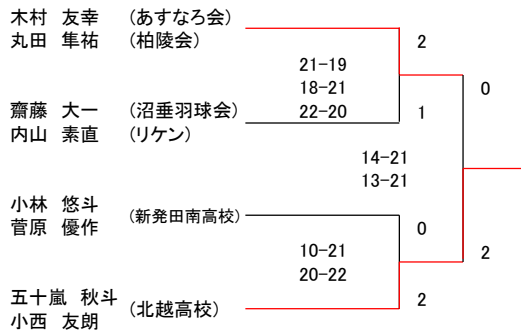 木村 友幸 (あすなろ会)
丸田 隼祐 (柏陵会)
2
21-19
18-21
22-20
0
齋藤 大一 (沼垂羽球会)
内山 素直 (リケン)
1
14-21
13-21
小林 悠斗
菅原 優作
(新発田南高校)
0
10-21
20-22
2
五十嵐 秋斗
小西 友朗
(北越高校)
2